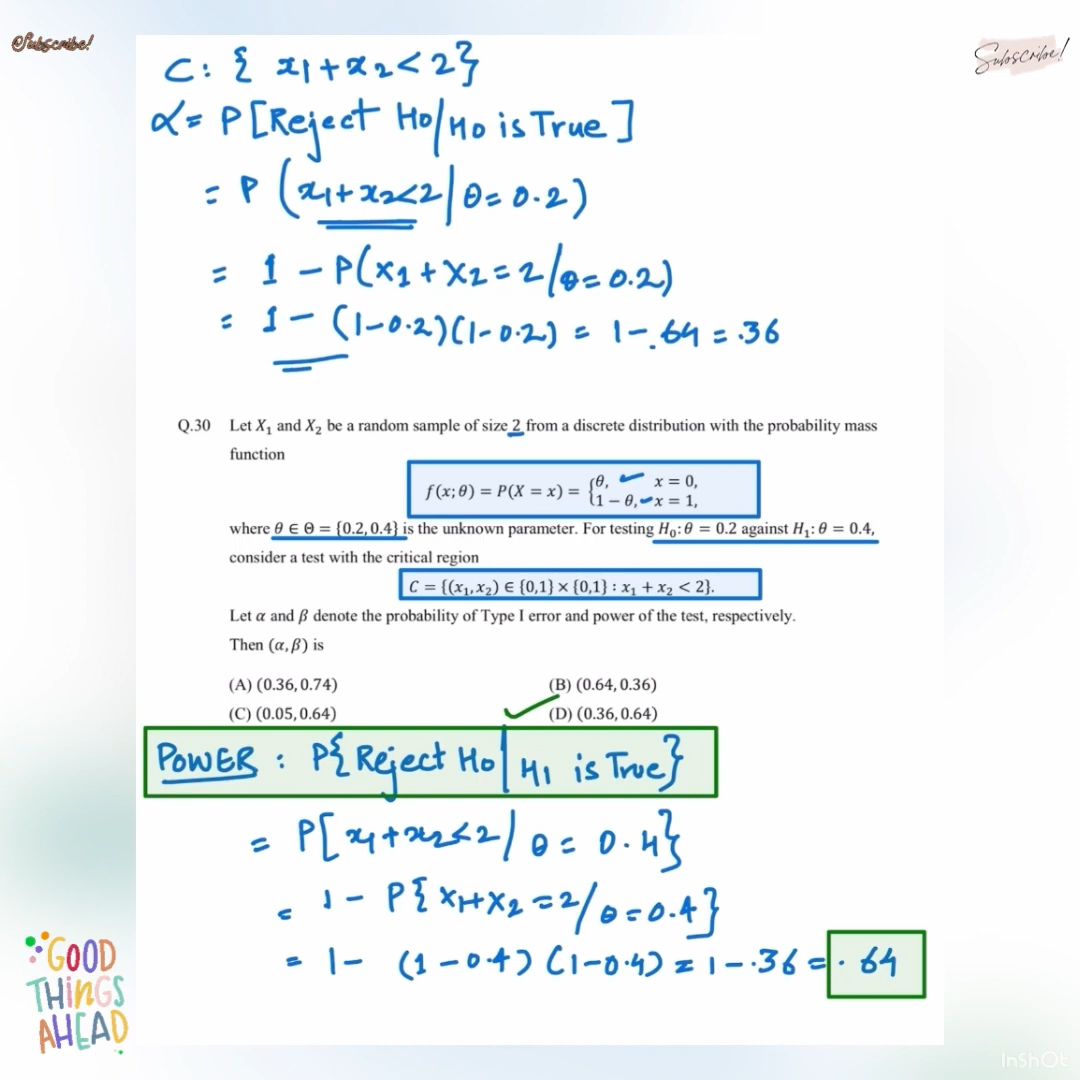 Subscribe!
Subscribe!
C: { x1+x2<2}
α= P[Reject Ho/Ho is True]
= P (x1+x2<2/θ=0.2)
= 1 - P(X1+X2=2/θ=0.2)
= 1 - (1-0.2)(1-0.2) = 1-.64 = .36
Q.30 Let X₁ and X₂ be a random sample of size 2 from a discrete distribution with the probability mass
function
f(x; θ) = P(X = x) = {θ, x = 0,
1 − θ, x = 1,
where θ ∈ Θ = {0.2, 0.4} is the unknown parameter. For testing H₀: θ = 0.2 against H₁: θ = 0.4,
consider a test with the critical region
C = {(x₁, x₂) ∈ {0,1} × {0,1} : x₁ + x₂ < 2}.
Let α and β denote the probability of Type I error and power of the test, respectively.
Then (α, β) is
(A) (0.36, 0.74) (B) (0.64, 0.36)
(C) (0.05, 0.64) (D) (0.36, 0.64)
POWER : P{Reject Ho|H1 is True}
= P[x1+x2<2/θ= 0.4}
= 1 - P{X1+X2=2/θ=0.4}
= 1 - (1-0.4) (1-0.4) = 1-.36 = .64
GOOD
THiNGS
AHEAD
InShOt